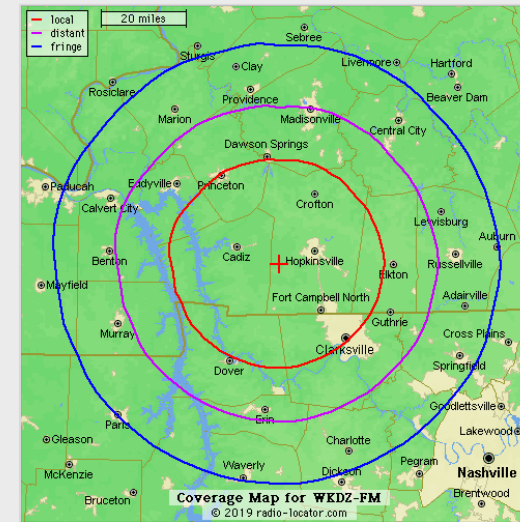 local
distant
fringe
20 miles
Sebree
Sturgis
Clay
Livermore
Hartford
Rosiclare
Providence
Beaver Dam
Marion
Madisonville
Central City
Dawson Springs
Paducah
Eddyville
Princeton
Calvert City
Crofton
Lewisburg
Auburn
Benton
Cadiz
Hopkinsville
Elkton
Russellville
Mayfield
Fort Campbell North
Adairville
Murray
Guthrie
Clarksville
Cross Plains
Dover
Springfield
Paris
Erin
Goodlettsville
Gleason
Charlotte
Lakewood
McKenzie
Waverly
Dickson
Pegram
Nashville
Bruceton
Brentwood
Coverage Map for WKDZ-FM
© 2019 radio-locator.com